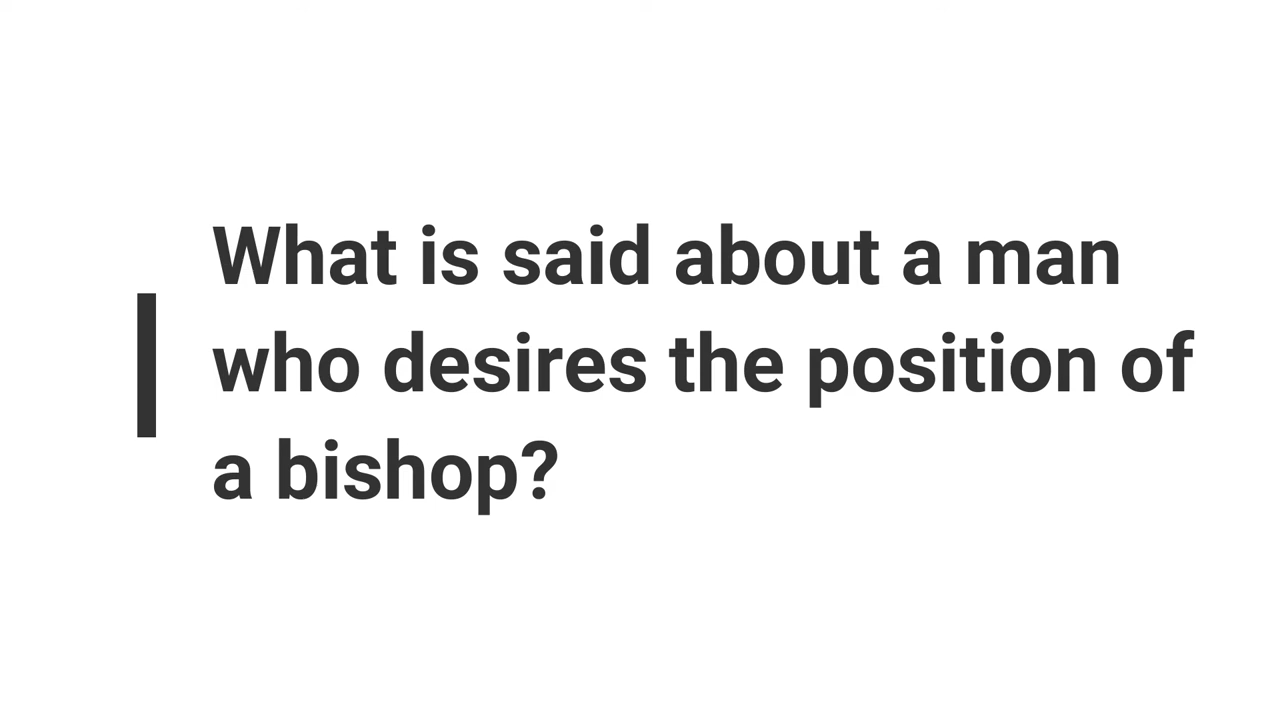 What is said about a man
who desires the position of
a bishop?